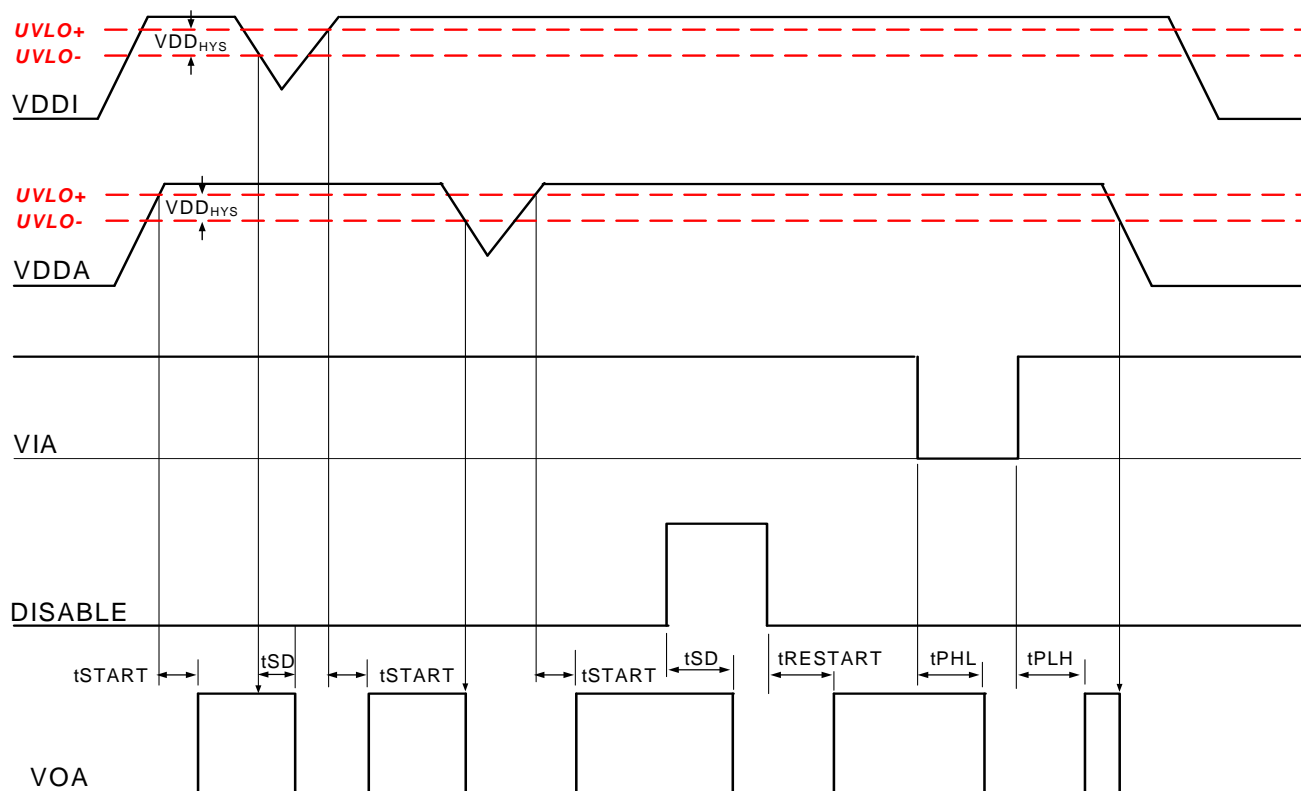 UVLO+
VDDHYS
UVLO-
VDDI
UVLO+
VDDHYS
UVLO-
VDDA
VIA
DISABLE
tSTART
tSD
tSTART
tSTART
tSD
tRESTART
tPHL
tPLH
VOA